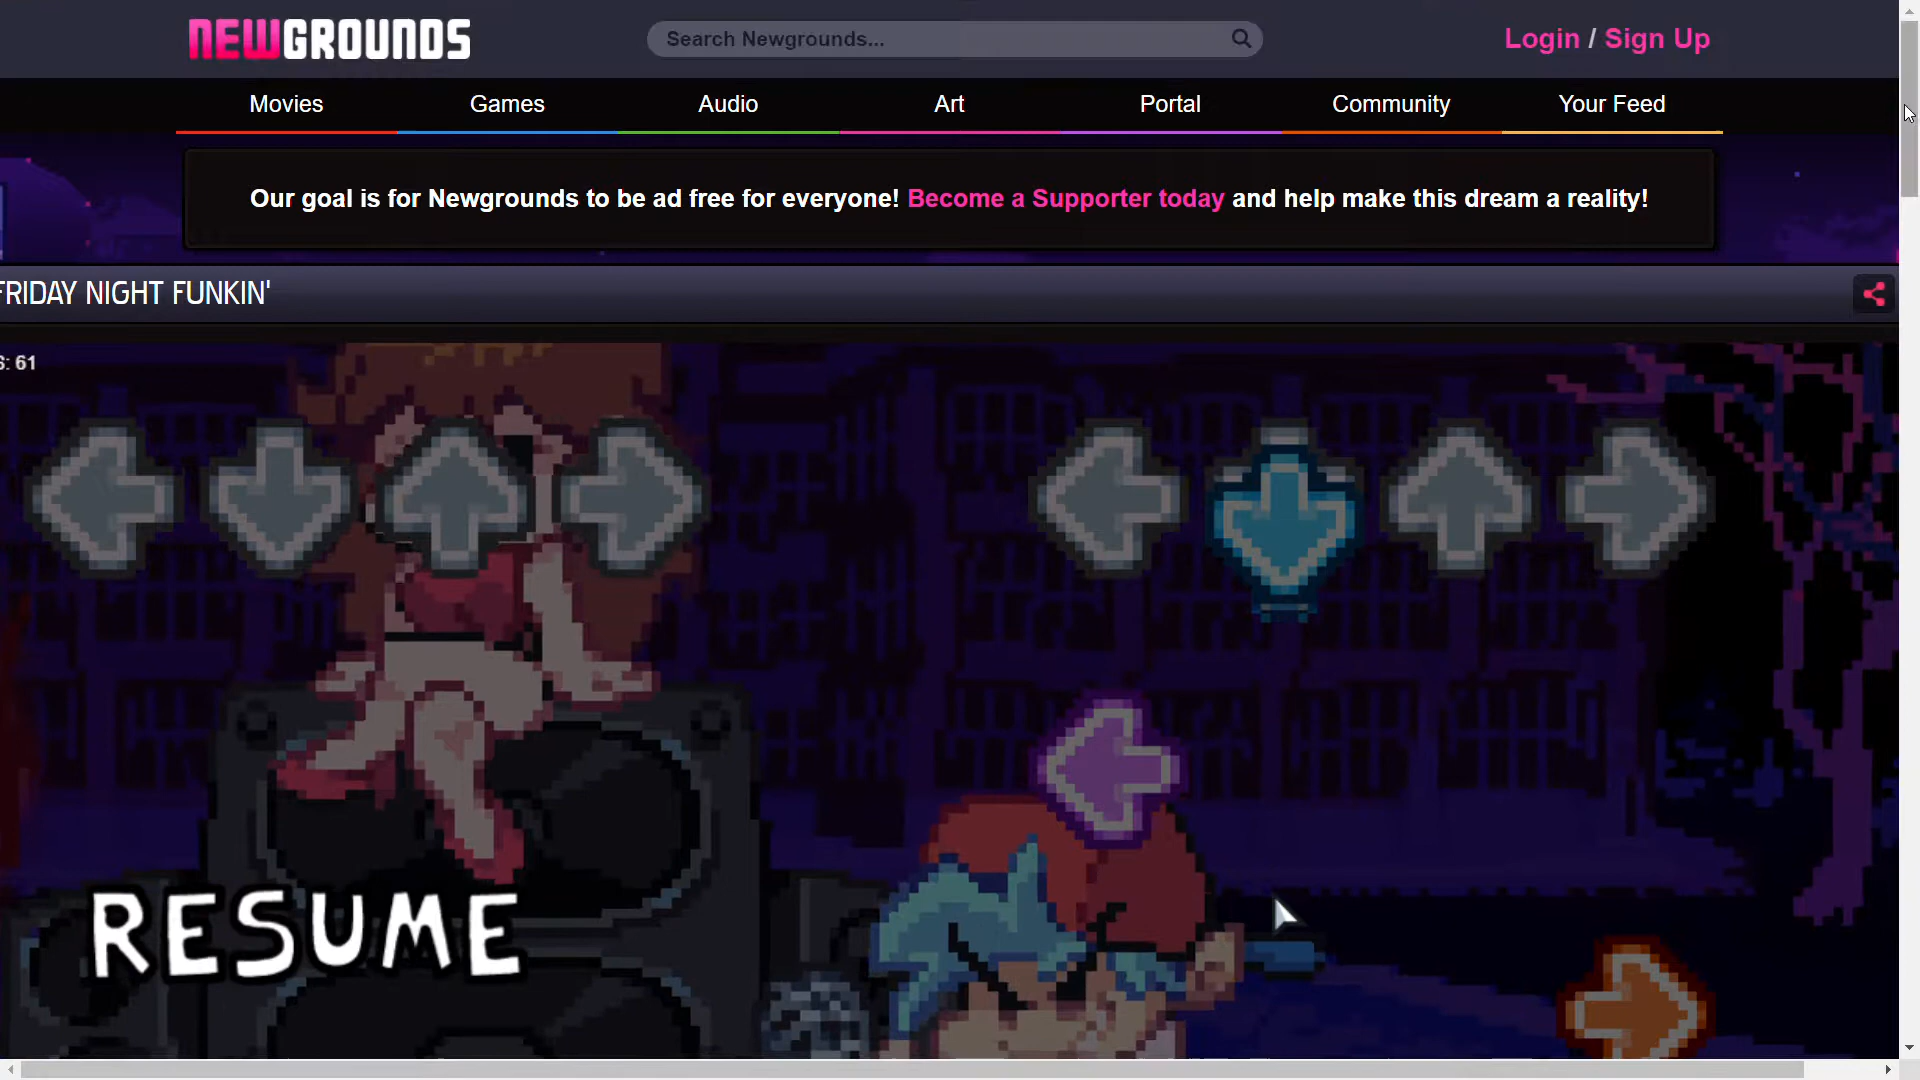 NEWGROUNDS
Search Newgrounds...
Login / Sign Up
Movies
Games
Audio
Art
Portal
Community
Your Feed
Our goal is for Newgrounds to be ad free for everyone! Become a Supporter today and help make this dream a reality!
FRIDAY NIGHT FUNKIN'
S: 61
RESUME